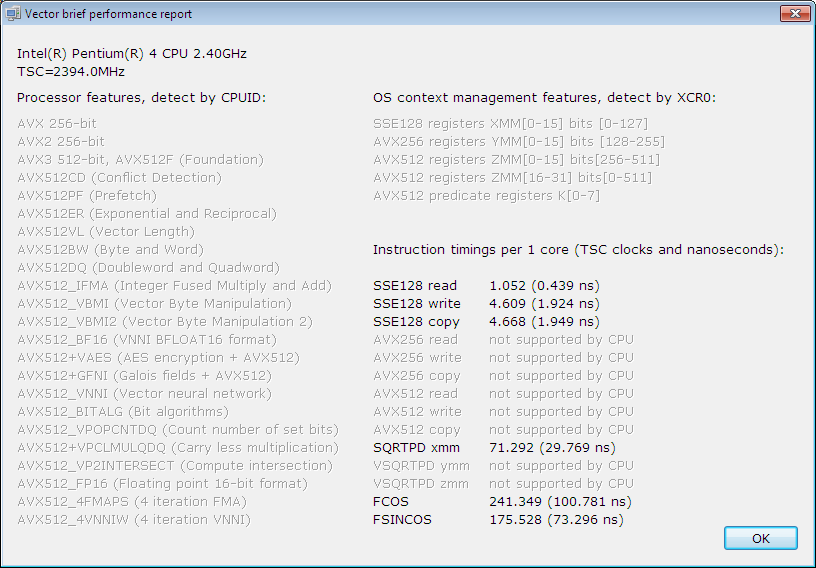 Vector brief performance report
Intel(R) Pentium(R) 4 CPU 2.40GHz
TSC=2394.0MHz
Processor features, detect by CPUID:
AVX 256-bit
AVX2 256-bit
AVX3 512-bit, AVX512F (Foundation)
AVX512CD (Conflict Detection)
AVX512PF (Prefetch)
AVX512ER (Exponential and Reciprocal)
AVX512VL (Vector Length)
AVX512BW (Byte and Word)
AVX512DQ (Doubleword and Quadword)
AVX512_IFMA (Integer Fused Multiply and Add)
AVX512_VBMI (Vector Byte Manipulation)
AVX512_VBMI2 (Vector Byte Manipulation 2)
AVX512_BF16 (VNNI BFLOAT16 format)
AVX512+VAES (AES encryption + AVX512)
AVX512+GFNI (Galois fields + AVX512)
AVX512_VNNI (Vector neural network)
AVX512_BITALG (Bit algorithms)
AVX512_VPOPCNTDQ (Count number of set bits)
AVX512+VPCLMULQDQ (Carry less multiplication)
AVX512_VP2INTERSECT (Compute intersection)
AVX512_FP16 (Floating point 16-bit format)
AVX512_4FMAPS (4 iteration FMA)
AVX512_4VNNIW (4 iteration VNNI)
OS context management features, detect by XCR0:
SSE128 registers XMM[0-15] bits [0-127]
AVX256 registers YMM[0-15] bits [128-255]
AVX512 registers ZMM[0-15] bits[256-511]
AVX512 registers ZMM[16-31] bits[0-511]
AVX512 predicate registers K[0-7]
Instruction timings per 1 core (TSC clocks and nanoseconds):
SSE128 read 1.052 (0.439 ns)
SSE128 write 4.609 (1.924 ns)
SSE128 copy 4.668 (1.949 ns)
AVX256 read not supported by CPU
AVX256 write not supported by CPU
AVX256 copy not supported by CPU
AVX512 read not supported by CPU
AVX512 write not supported by CPU
AVX512 copy not supported by CPU
SQRTPD xmm 71.292 (29.769 ns)
VSQRTPD ymm not supported by CPU
VSQRTPD zmm not supported by CPU
FCOS 241.349 (100.781 ns)
FSINCOS 175.528 (73.296 ns)
OK